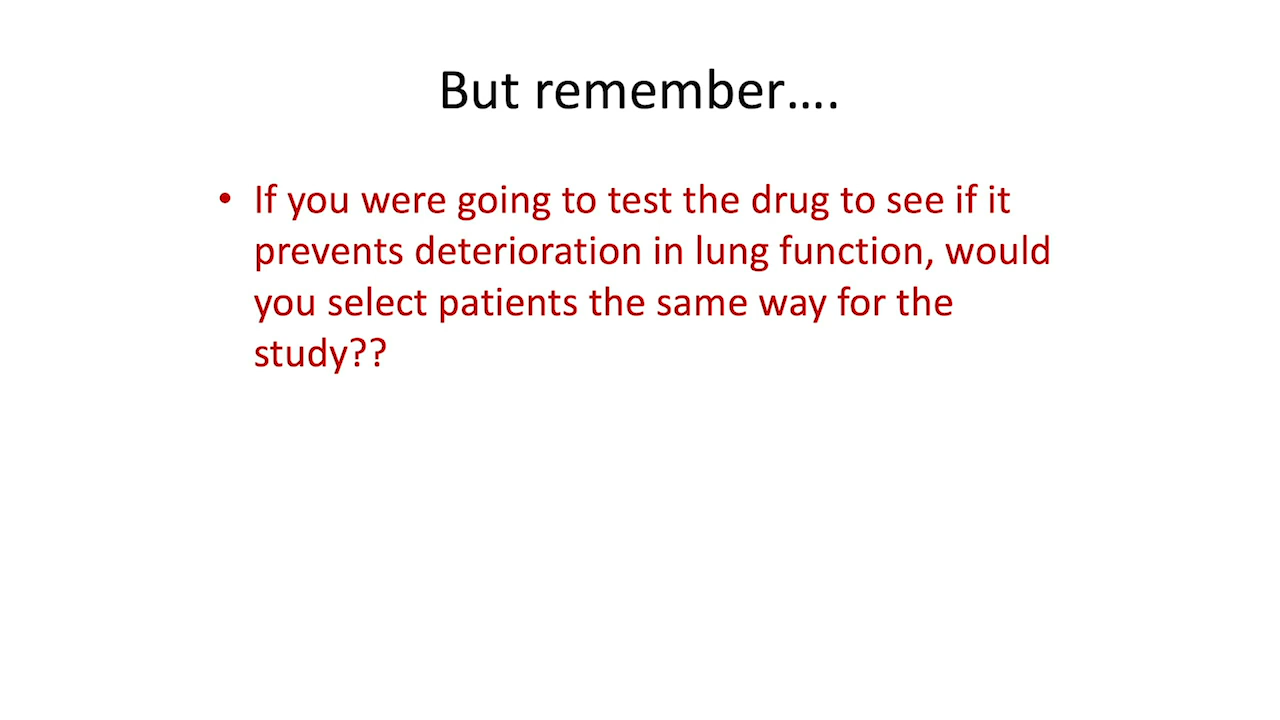 But remember….
• If you were going to test the drug to see if it
prevents deterioration in lung function, would
you select patients the same way for the
study??